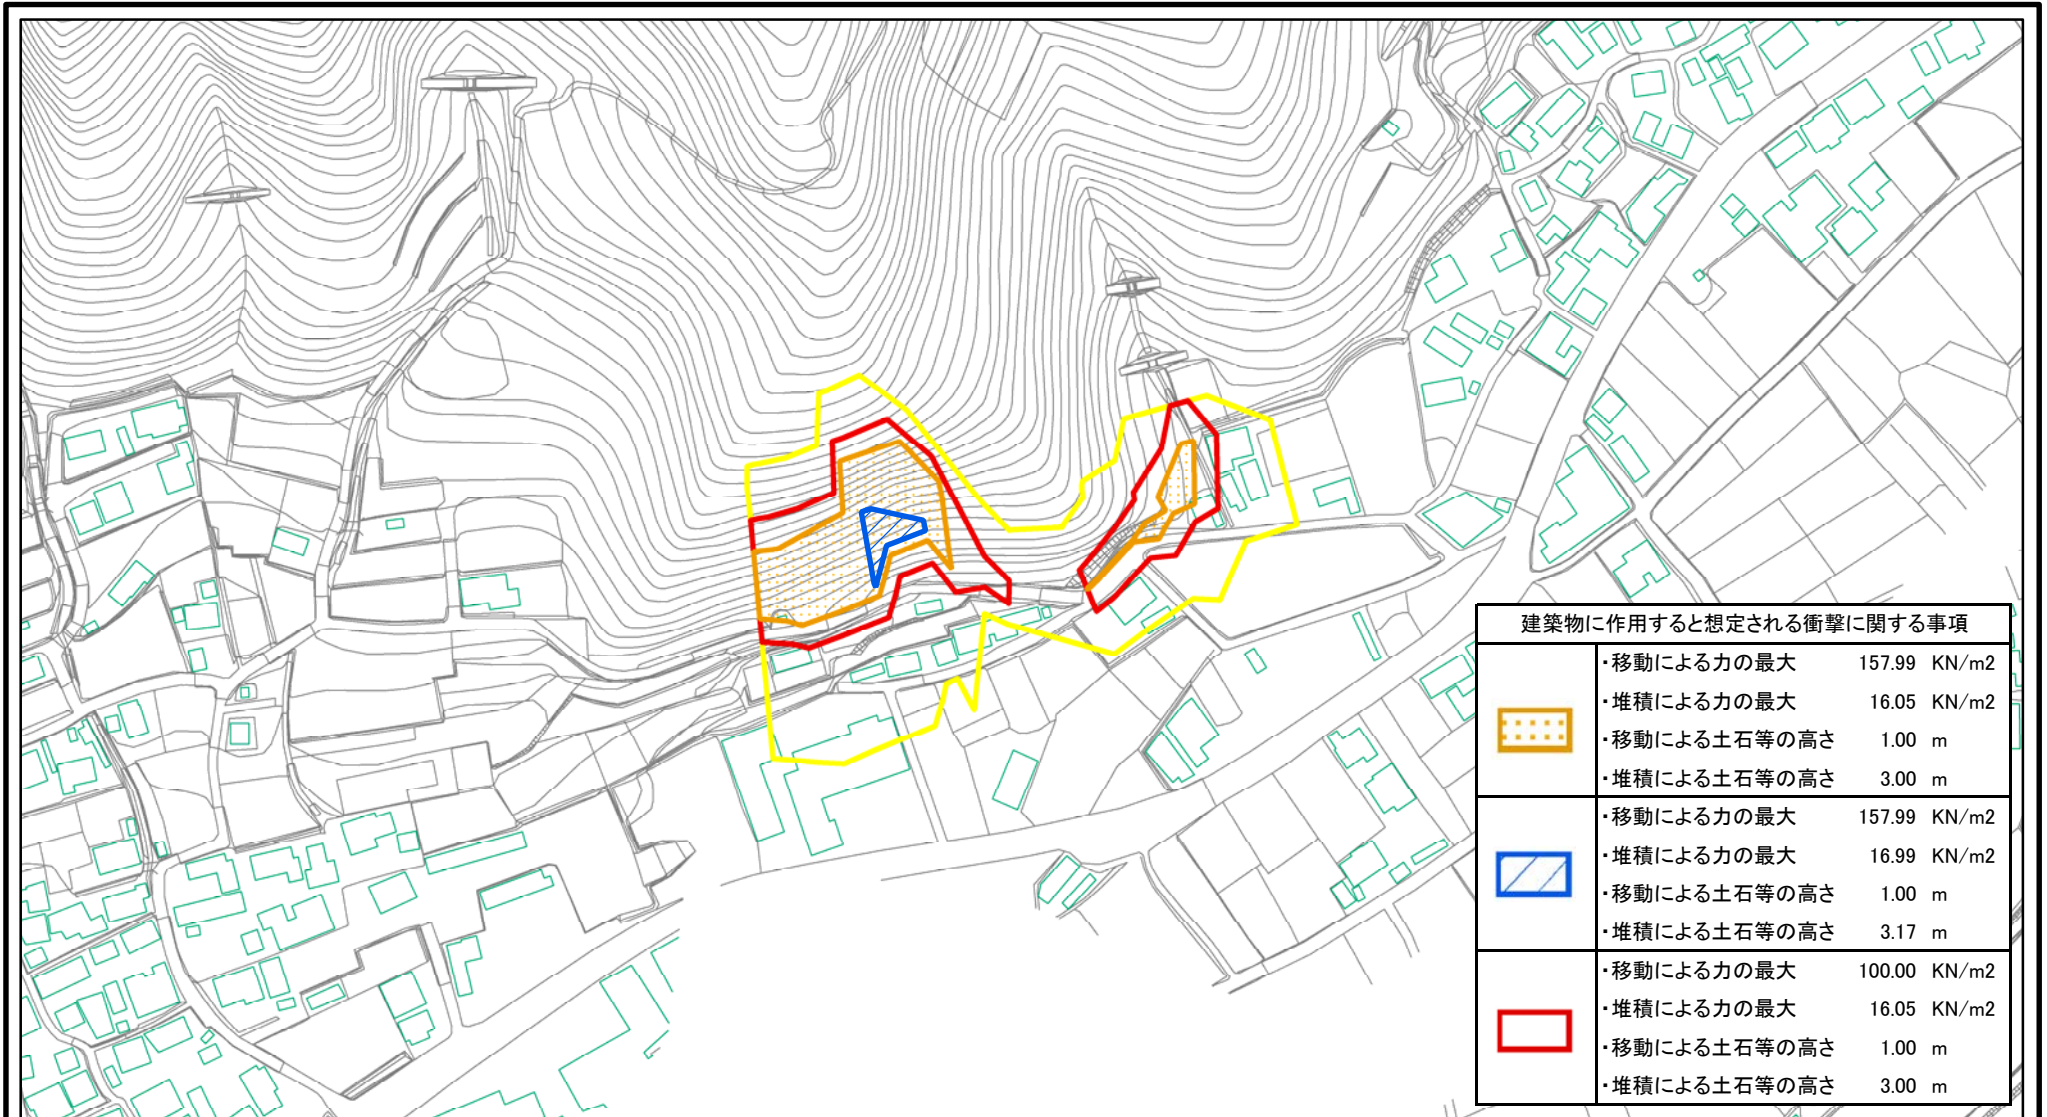 建築物に作用すると想定される衝撃に関する事項
・移動による力の最大 157.99 KN/m2
・堆積による力の最大 16.05 KN/m2
・移動による土石等の高さ 1.00 m
・堆積による土石等の高さ 3.00 m
・移動による力の最大 157.99 KN/m2
・堆積による力の最大 16.99 KN/m2
・移動による土石等の高さ 1.00 m
・堆積による土石等の高さ 3.17 m
・移動による力の最大 100.00 KN/m2
・堆積による力の最大 16.05 KN/m2
・移動による土石等の高さ 1.00 m
・堆積による土石等の高さ 3.00 m